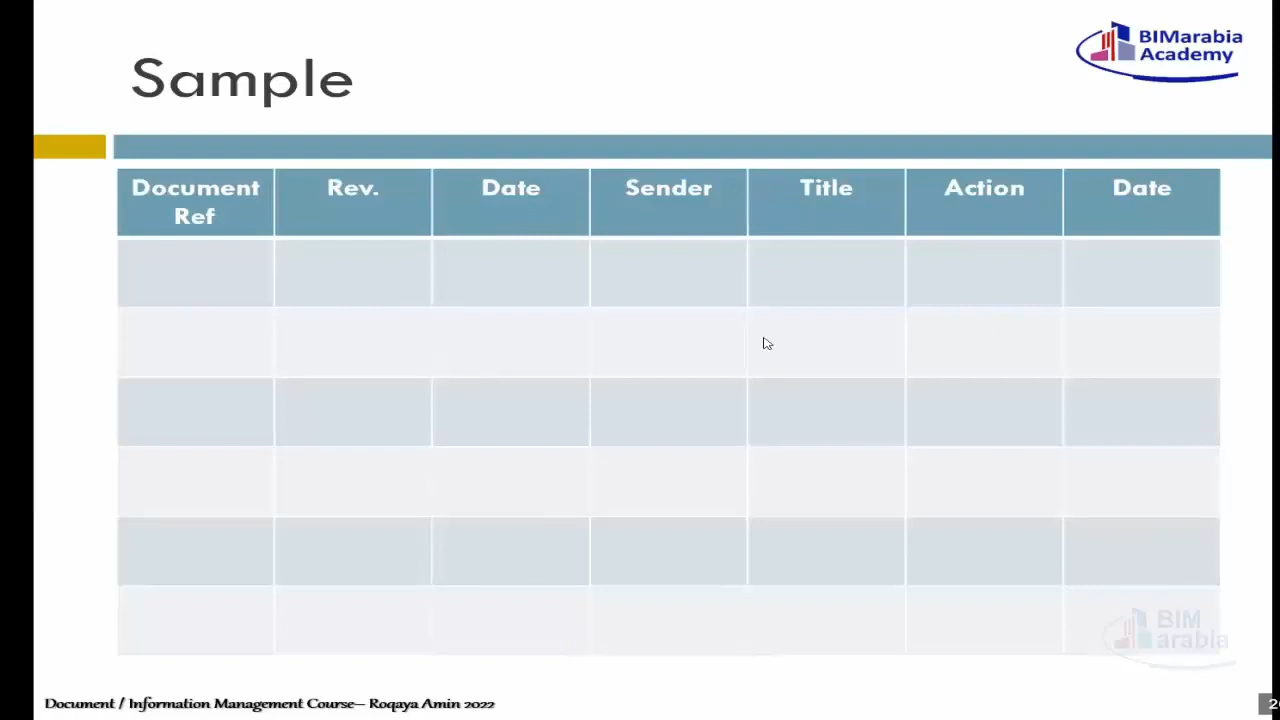 BIMarabia
Academy
Sample
Document Ref
Rev.
Date
Sender
Title
Action
Date
BIM
arabia
Document / Information Management Course– Roqaya Amin 2022